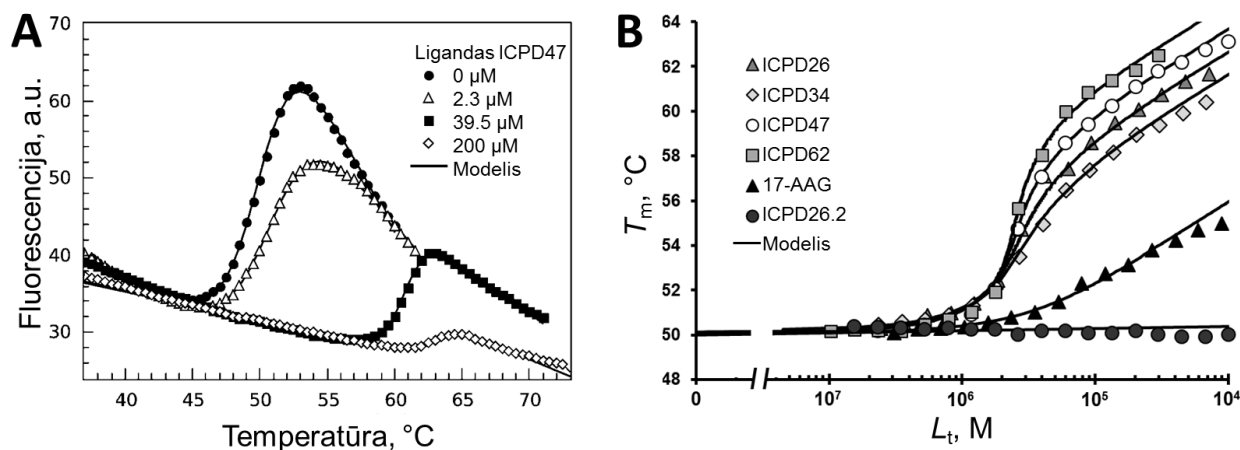 A
Fluorescencija, a.u.
70
60
50
40
30
Ligandas ICPD47
0 µM
2.3 µM
39.5 µM
200 µM
Modelis
40 45 50 55 60 65 70
Temperatūra, °C
B
Tm, °C
64
62
60
58
56
54
52
50
48
ICPD26
ICPD34
ICPD47
ICPD62
17-AAG
ICPD26.2
Modelis
0 10⁷ 10⁶ 10⁵ 10⁴
Lt, M